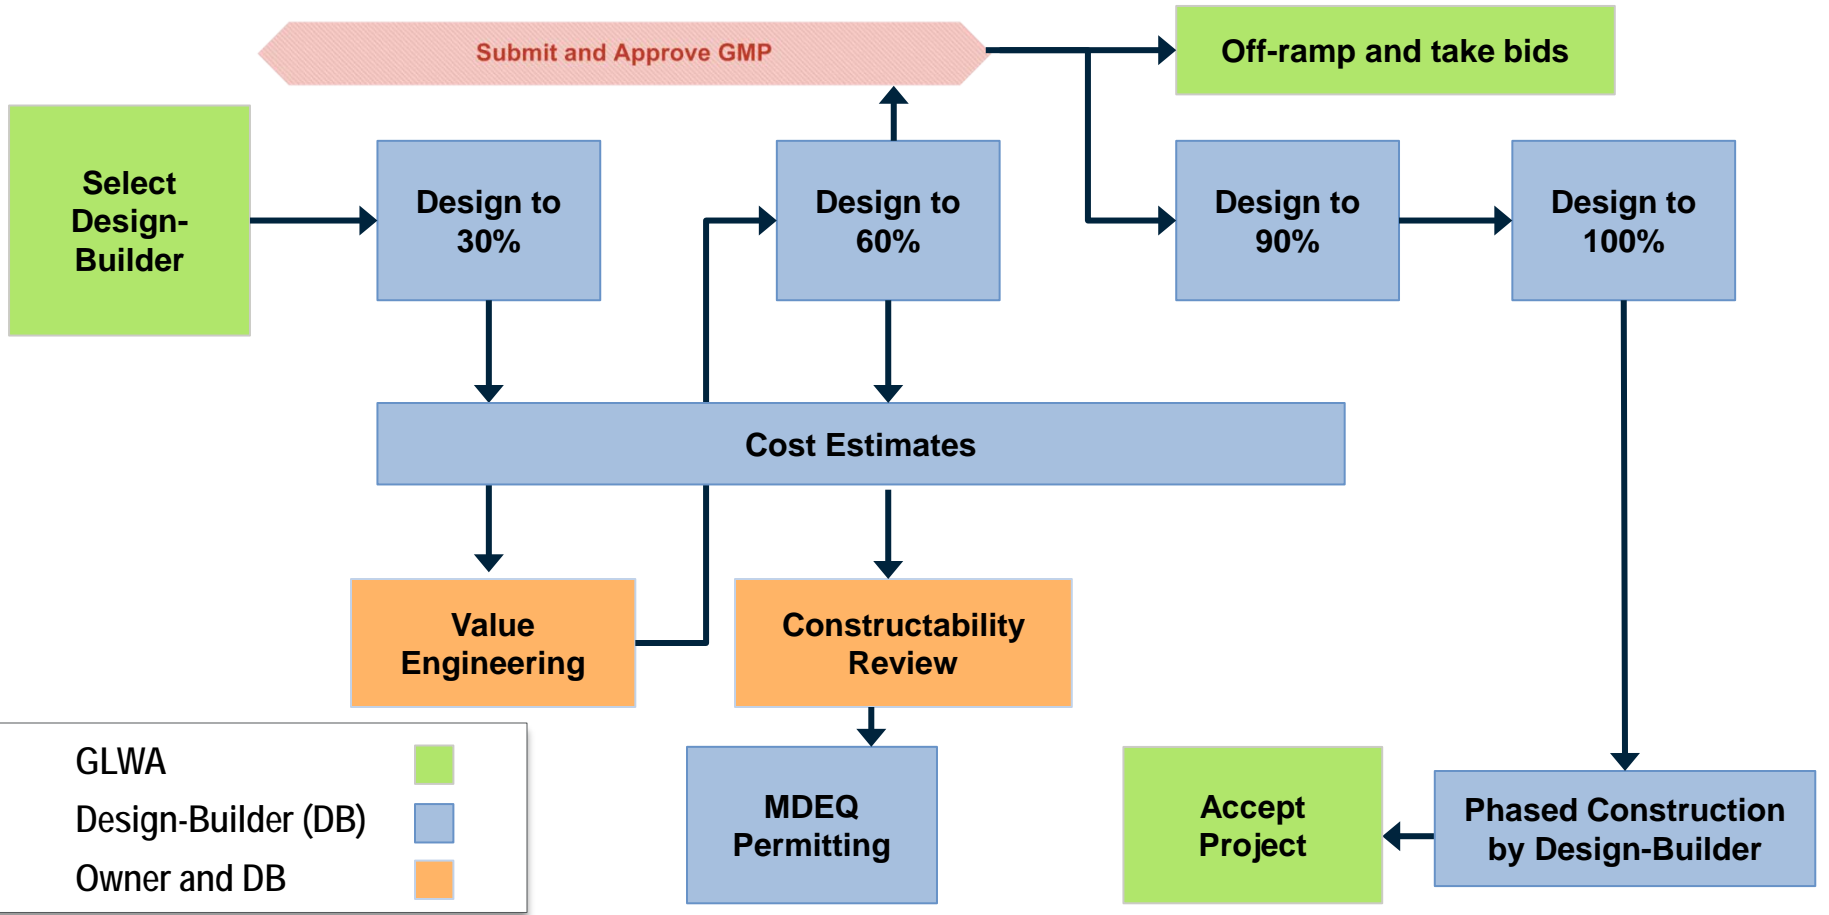 Submit and Approve GMP
Off-ramp and take bids
Select
Design-
Builder
Design to
30%
Design to
60%
Design to
90%
Design to
100%
Cost Estimates
Value
Engineering
Constructability
Review
GLWA
Design-Builder (DB)
Owner and DB
MDEQ
Permitting
Accept
Project
Phased Construction
by Design-Builder